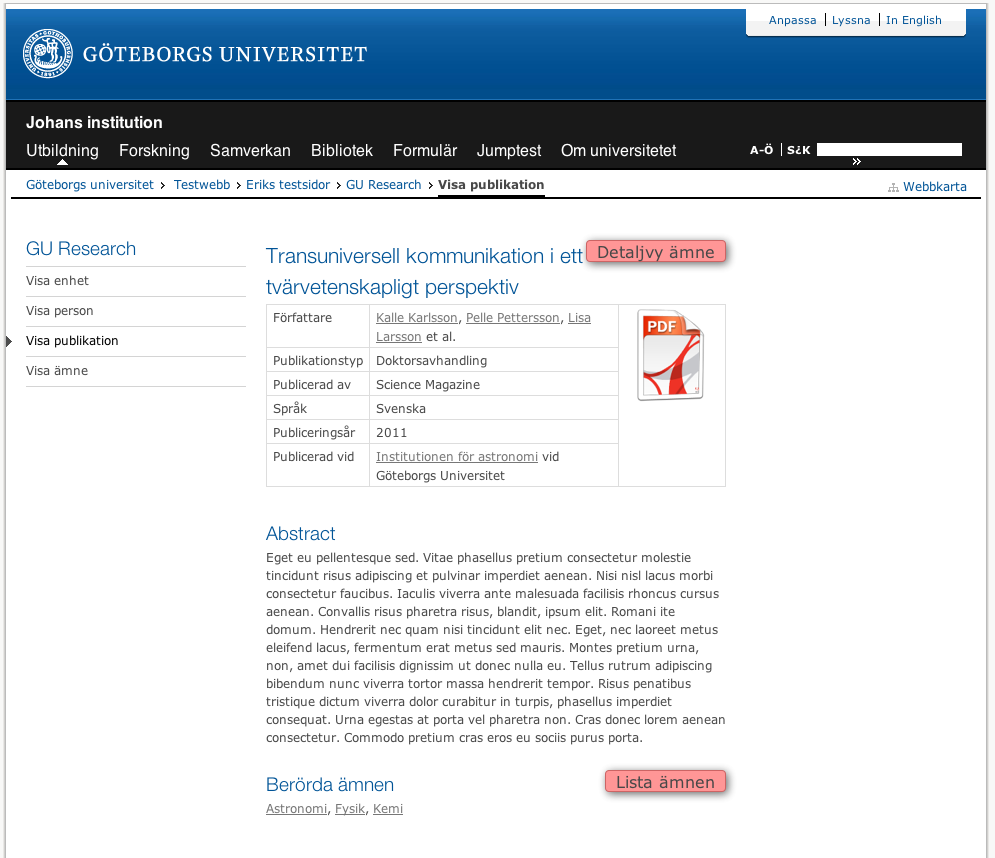 Anpassa Lyssna In English
GÖTEBORGS UNIVERSITET
Johans institution
Utbildning Forskning Samverkan Bibliotek Formulär Jumptest Om universitetet A-Ö S¿K »
Göteborgs universitet Testwebb Eriks testsidor GU Research Visa publikation Webbkarta
GU Research
Visa enhet
Visa person
Visa publikation
Visa ämne
Transuniversell kommunikation i ett
tvärvetenskapligt perspektiv
Detaljvy ämne
Författare Kalle Karlsson, Pelle Pettersson, Lisa
Larsson et al.
Publikationstyp Doktorsavhandling
Publicerad av Science Magazine
Språk Svenska
Publiceringsår 2011
Publicerad vid Institutionen för astronomi vid
Göteborgs Universitet
PDF
Abstract
Eget eu pellentesque sed. Vitae phasellus pretium consectetur molestie
tincidunt risus adipiscing et pulvinar imperdiet aenean. Nisi nisl lacus morbi
consectetur faucibus. Iaculis viverra ante malesuada facilisis rhoncus cursus
aenean. Convallis risus pharetra risus, blandit, ipsum elit. Romani ite
domum. Hendrerit nec quam nisi tincidunt elit nec. Eget, nec laoreet metus
eleifend lacus, fermentum erat metus sed mauris. Montes pretium urna,
non, amet dui facilisis dignissim ut donec nulla eu. Tellus rutrum adipiscing
bibendum nunc viverra tortor massa hendrerit tempor. Risus penatibus
tristique dictum viverra dolor curabitur in turpis, phasellus imperdiet
consequat. Urna egestas at porta vel pharetra non. Cras donec lorem aenean
consectetur. Commodo pretium cras eros eu sociis purus porta.
Berörda ämnen
Lista ämnen
Astronomi, Fysik, Kemi